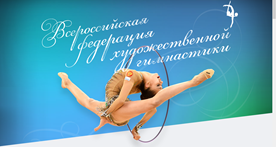 Всероссийская
федерация
художественной
гимнастики